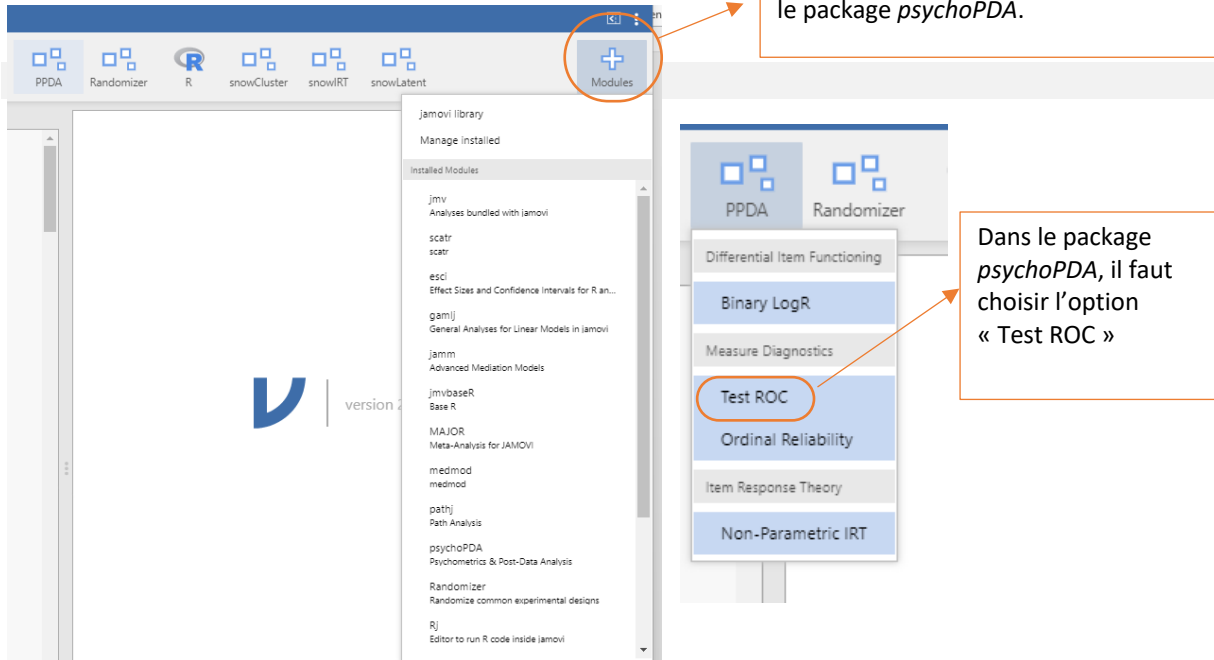 le package psychoPDA.
en
PPDA
Randomizer
R
snowCluster
snowIRT
snowLatent
Modules
jamovi library
Manage installed
Installed Modules
jmv
Analyses bundled with jamovi
scatr
scatr
esci
Effect Sizes and Confidence Intervals for R an...
gamlj
General Analyses for Linear Models in jamovi
jamm
Advanced Mediation Models
jmvbaseR
Base R
MAJOR
Meta-Analysis for JAMOVI
medmod
medmod
pathj
Path Analysis
psychoPDA
Psychometrics & Post-Data Analysis
Randomizer
Randomize common experimental designs
Rj
Editor to run R code inside jamovi
version 2
PPDA
Randomizer
Differential Item Functioning
Binary LogR
Measure Diagnostics
Test ROC
Ordinal Reliability
Item Response Theory
Non-Parametric IRT
Dans le package
psychoPDA, il faut
choisir l’option
« Test ROC »